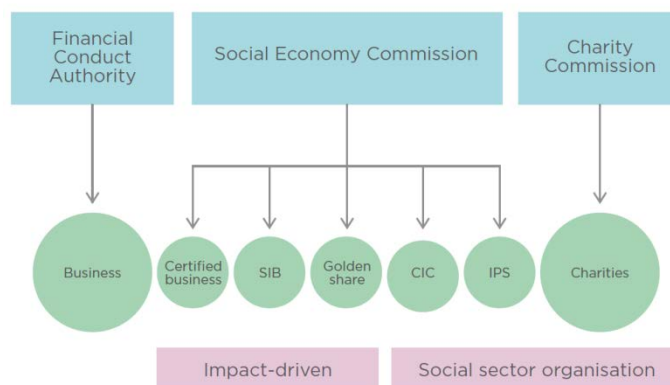 Financial
Conduct
Authority
Social Economy Commission
Charity
Commission
Business
Certified
business
SIB
Golden
share
CIC
IPS
Charities
Impact-driven
Social sector organisation